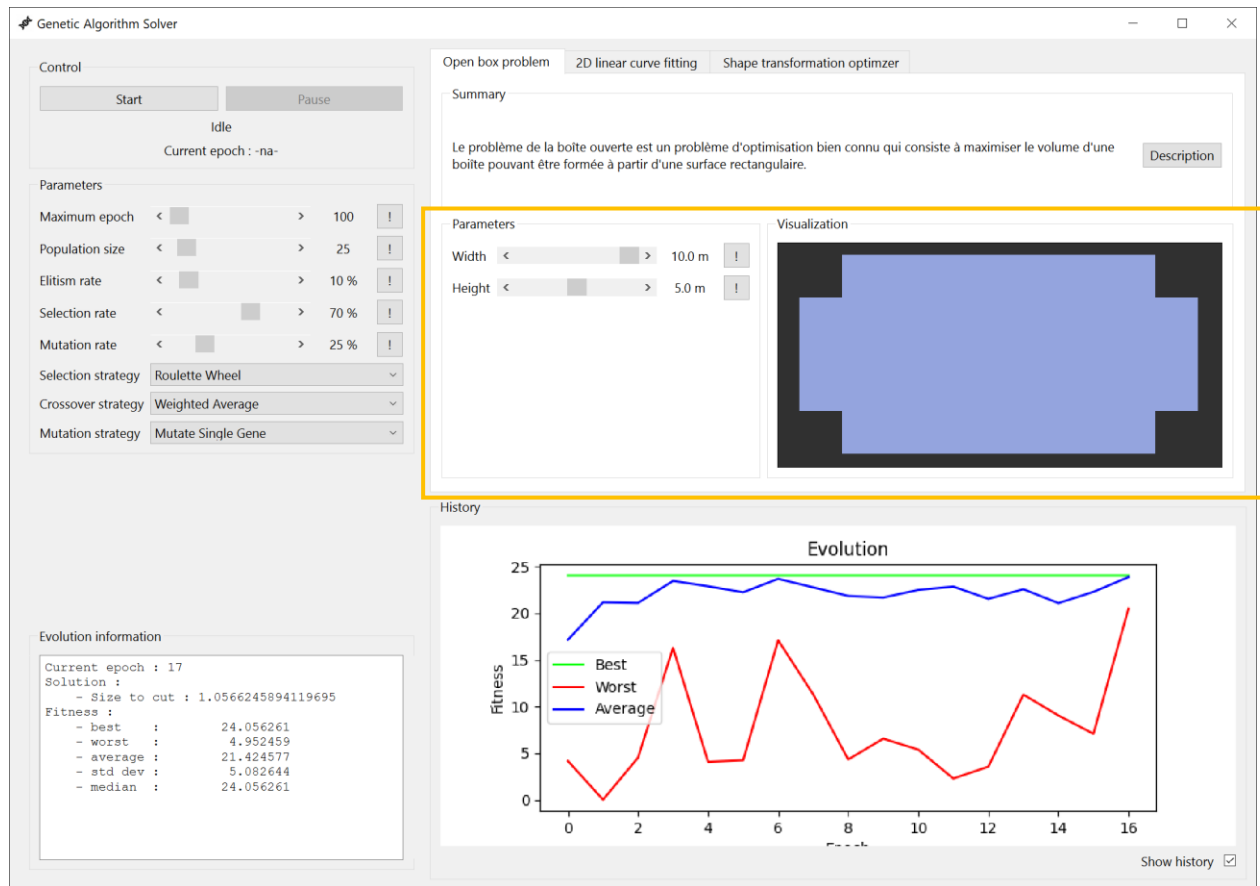 Genetic Algorithm Solver
Control
Start
Pause
Idle
Current epoch : -na-
Parameters
Maximum epoch < > 100 !
Population size < > 25 !
Elitism rate < > 10 % !
Selection rate < > 70 % !
Mutation rate < > 25 % !
Selection strategy Roulette Wheel
Crossover strategy Weighted Average
Mutation strategy Mutate Single Gene
Evolution information
Current epoch : 17
Solution :
- Size to cut : 1.0566245894119695
Fitness :
- best : 24.056261
- worst : 4.952459
- average : 21.424577
- std dev : 5.082644
- median : 24.056261
Open box problem
2D linear curve fitting
Shape transformation optimzer
Summary
Le problème de la boîte ouverte est un problème d'optimisation bien connu qui consiste à maximiser le volume d'une
boiîte pouvant être formée à partir d'une surface rectangulaire.
Description
Parameters
Width < > 10.0 m !
Height < > 5.0 m !
Visualization
History
Evolution
25
20
15
10
5
0
Fitness
Best
Worst
Average
0 2 4 6 8 10 12 14 16
Epoch
Show history